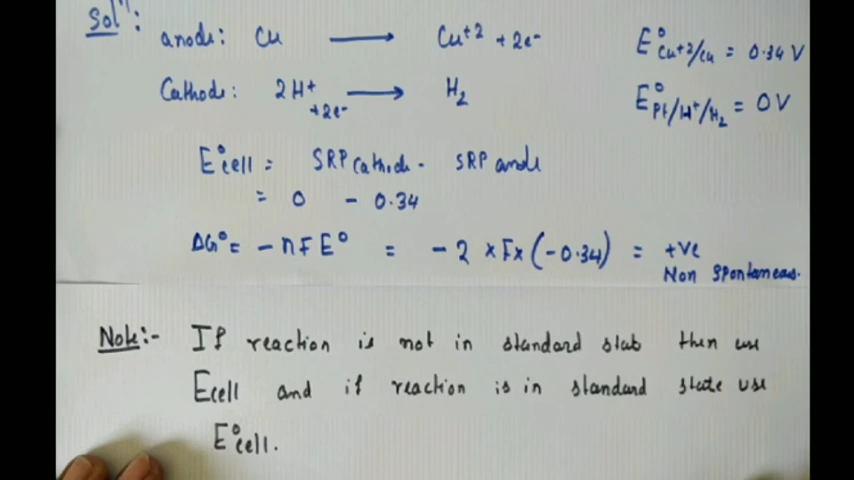 Solⁿ:
anode: Cu ⟶ Cu⁺² + 2e⁻ E°Cu⁺²/Cu = 0.34 V
Cathode: 2H⁺ + 2e⁻ ⟶ H₂ E°Pt/H⁺/H₂ = 0 V
E°cell = SRP Cathode - SRP anode
= 0 - 0.34
ΔG° = - nFE° = - 2 × F × (-0.34) = +ve
Non Spontaneous.
Note:- If reaction is not in standard state then use
Ecell and if reaction is in standard state use
E°cell.